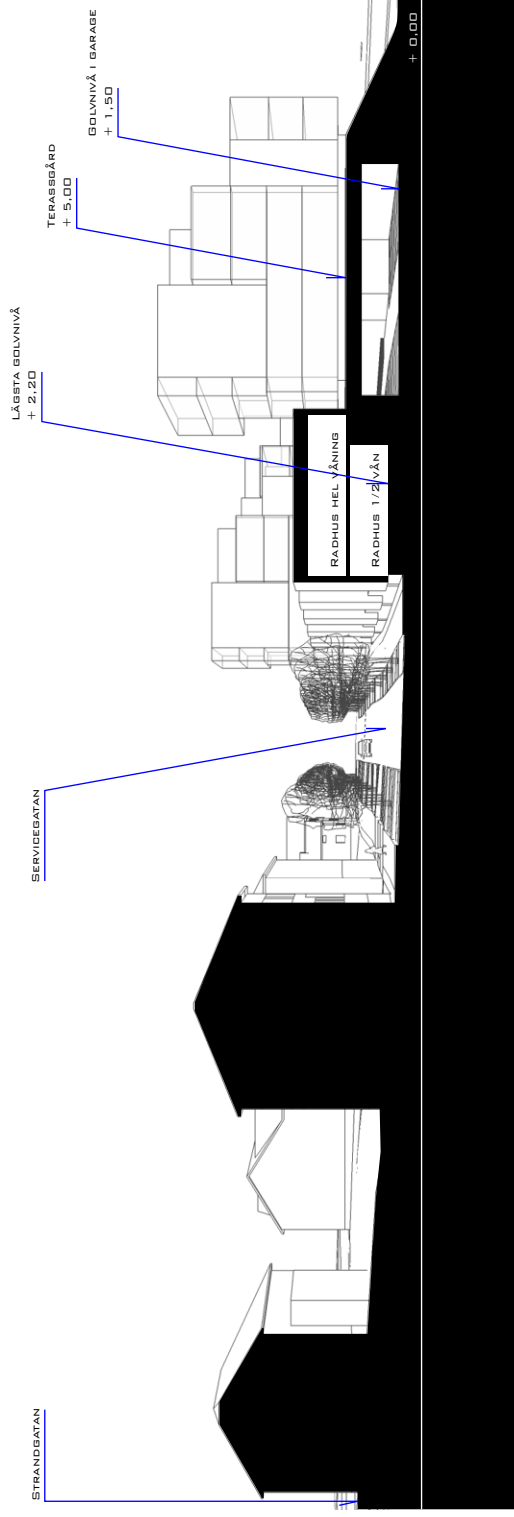 STRANDGATAN
SERVICEGATAN
LÄGSTA GOLVNIVÅ
+ 2,20
TERASSGÅRD
+ 5,00
GOLVNIVÅ I GARAGE
+ 1,50
RADHUS HEL VÅNING
RADHUS 1/2 VÅN
+ 0,00